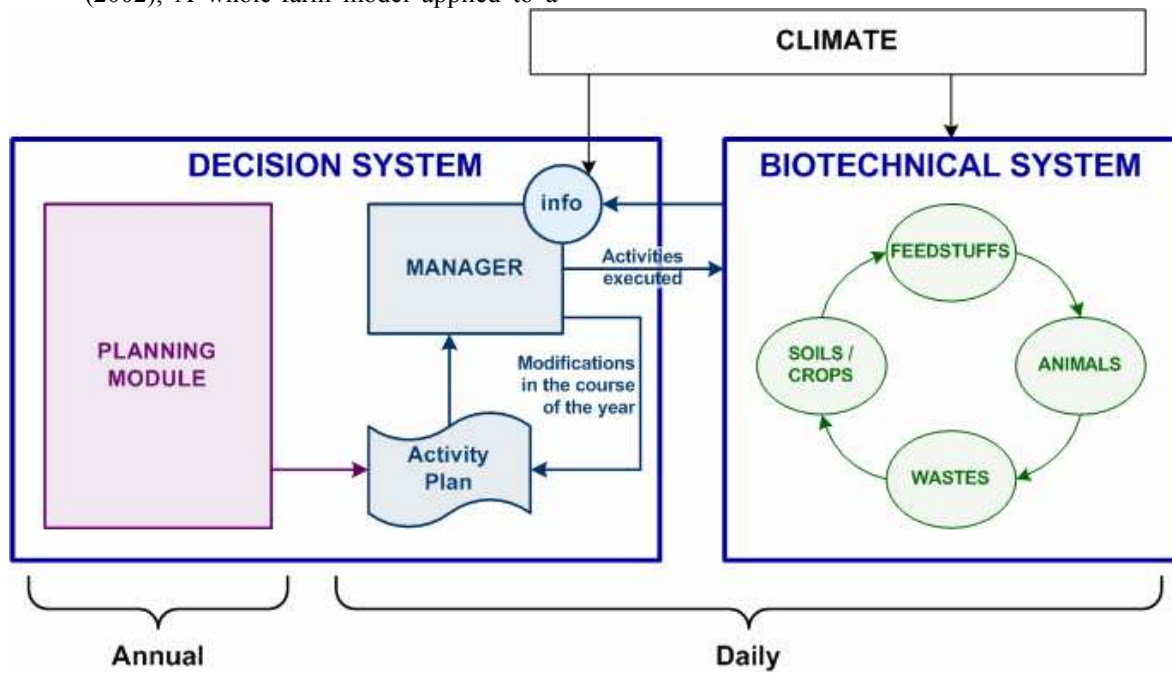 (2002), A whole farm model applied to a
CLIMATE
DECISION SYSTEM
BIOTECHNICAL SYSTEM
info
MANAGER
Activities
executed
PLANNING
MODULE
Modifications
in the course
of the year
Activity
Plan
FEEDSTUFFS
SOILS /
CROPS
ANIMALS
WASTES
Annual
Daily